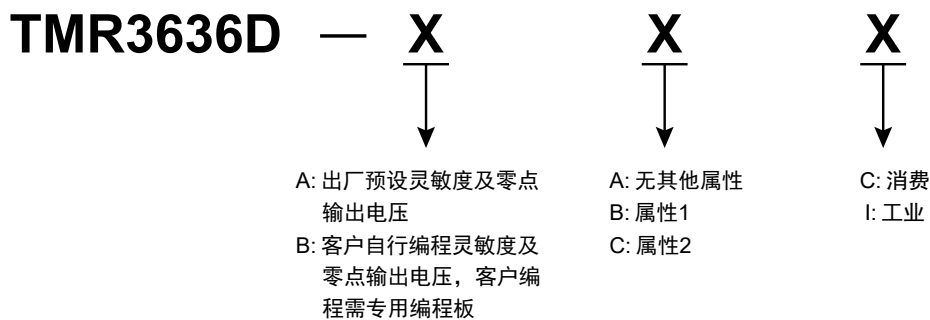 TMR3636D — X X X
A: 出厂预设灵敏度及零点
输出电压
B: 客户自行编程灵敏度及
零点输出电压，客户编
程需专用编程板
A: 无其他属性
B: 属性1
C: 属性2
C: 消费
I: 工业